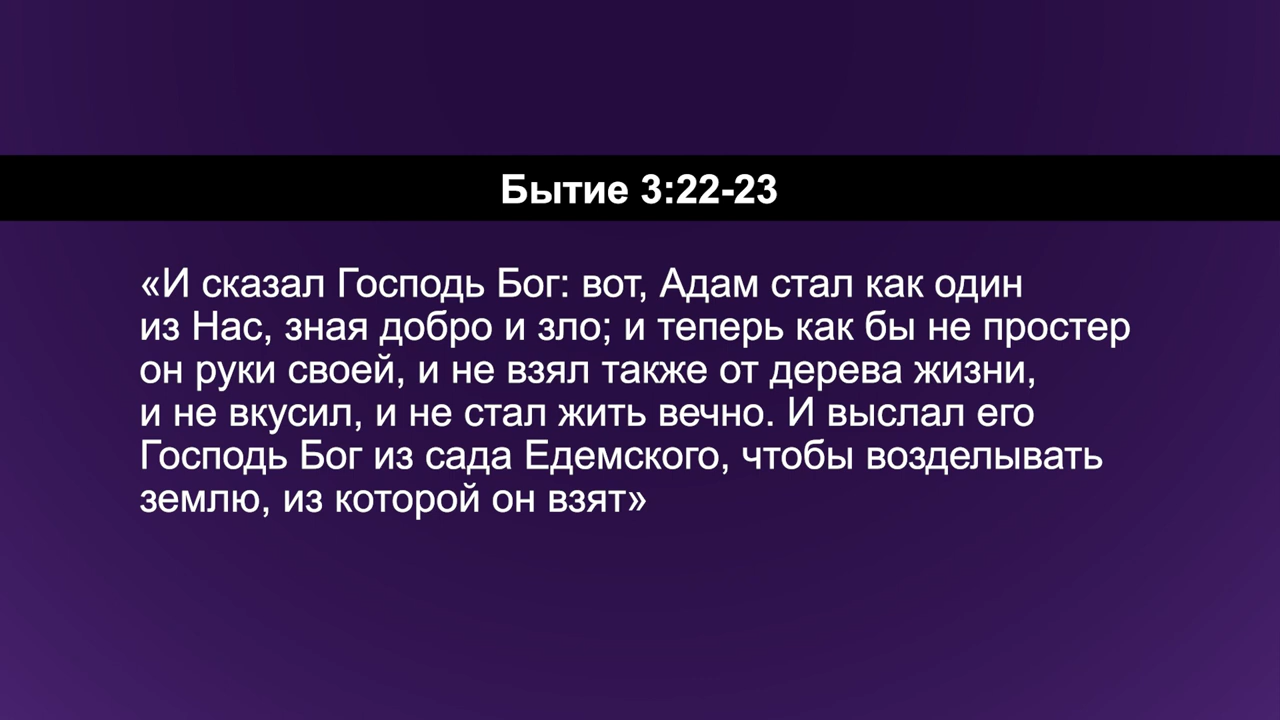 Бытие 3:22-23
«И сказал Господь Бог: вот, Адам стал как один
из Нас, зная добро и зло; и теперь как бы не простер
он руки своей, и не взял также от дерева жизни,
и не вкусил, и не стал жить вечно. И выслал его
Господь Бог из сада Едемского, чтобы возделывать
землю, из которой он взят»